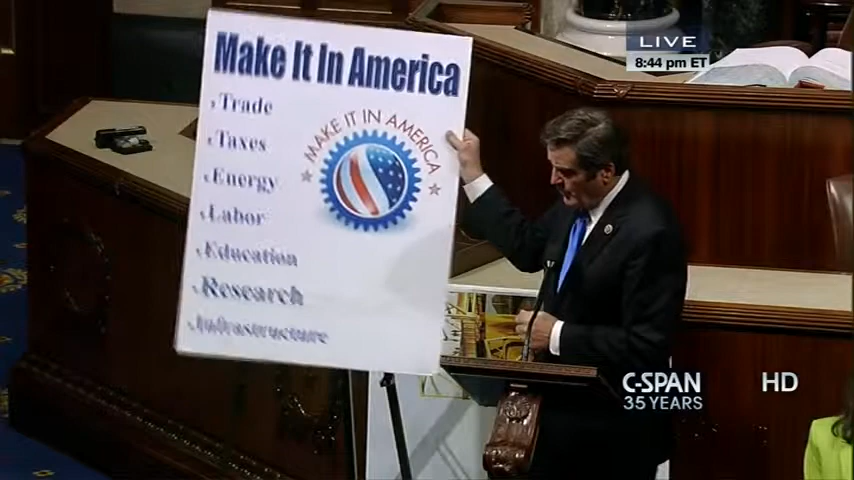 LIVE
8:44 pm ET
Make It In America
Trade
Taxes
MAKE IT IN AMERICA
Energy
Labor
Education
Research
Infrastructure
C-SPAN
35 YEARS
HD